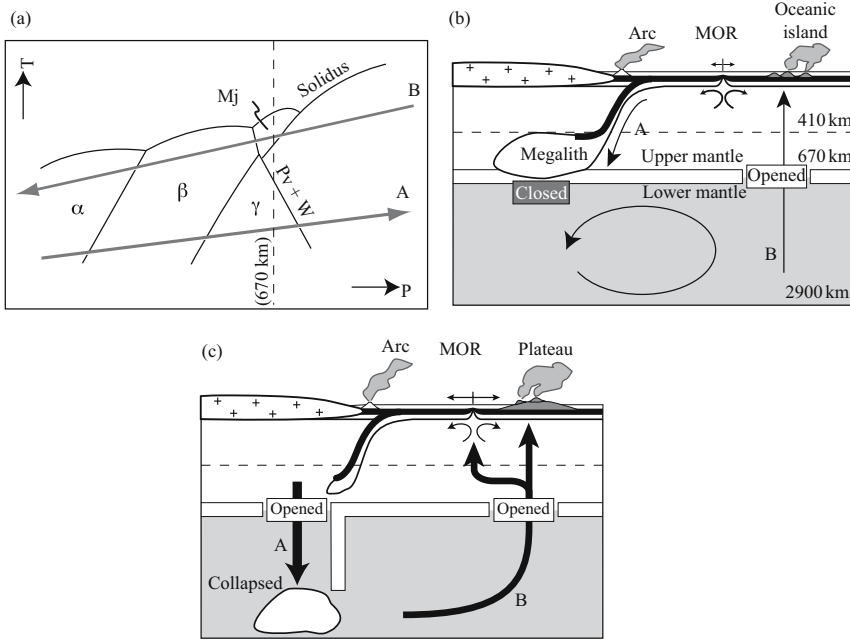 (a)
T
Mj
Solidus
B
A
α
β
γ
Pv + W
(670 km)
P
(b)
Oceanic
island
Arc
MOR
A
410 km
Megalith
Upper mantle
670 km
Closed
Lower mantle
Opened
B
2900 km
(c)
Arc
MOR
Plateau
Opened
Opened
A
Collapsed
B